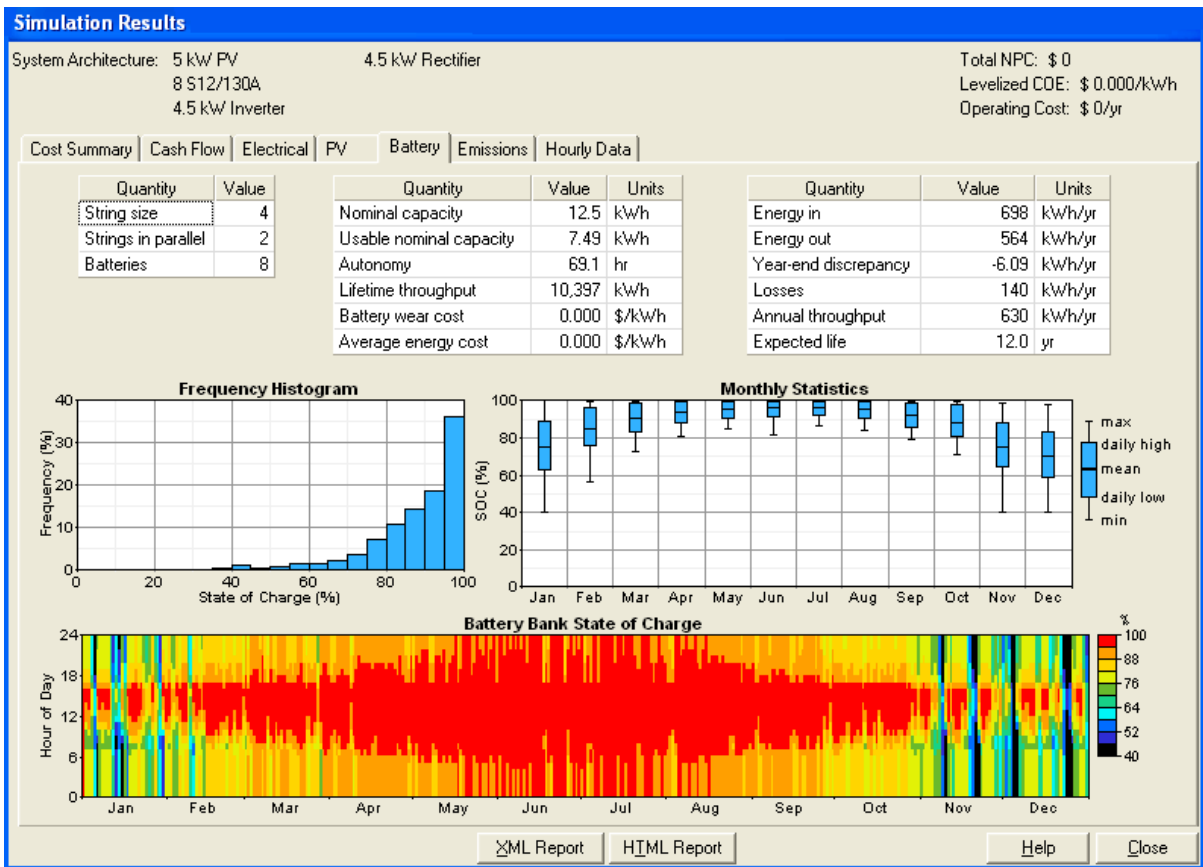 Simulation Results
System Architecture: 5 kW PV 4.5 kW Rectifier
8 S12/130A
4.5 kW Inverter
Total NPC: $ 0
Levelized COE: $ 0.000/kWh
Operating Cost: $ 0/yr
Cost Summary Cash Flow Electrical PV Battery Emissions Hourly Data
Quantity Value
String size 4
Strings in parallel 2
Batteries 8
Quantity Value Units
Nominal capacity 12.5 kWh
Usable nominal capacity 7.49 kWh
Autonomy 69.1 hr
Lifetime throughput 10,397 kWh
Battery wear cost 0.000 $/kWh
Average energy cost 0.000 $/kWh
Quantity Value Units
Energy in 698 kWh/yr
Energy out 564 kWh/yr
Year-end discrepancy -6.09 kWh/yr
Losses 140 kWh/yr
Annual throughput 630 kWh/yr
Expected life 12.0 yr
Frequency Histogram
Frequency (%)
40
30
20
10
0
0 20 40 60 80 100
State of Charge (%)
Monthly Statistics
SOC (%)
100
80
60
40
20
0
Jan Feb Mar Apr May Jun Jul Aug Sep Oct Nov Dec
max
daily high
mean
daily low
min
Battery Bank State of Charge
Hour of Day
24
18
12
6
0
Jan Feb Mar Apr May Jun Jul Aug Sep Oct Nov Dec
%
100
88
76
64
52
40
XML Report HTML Report Help Close